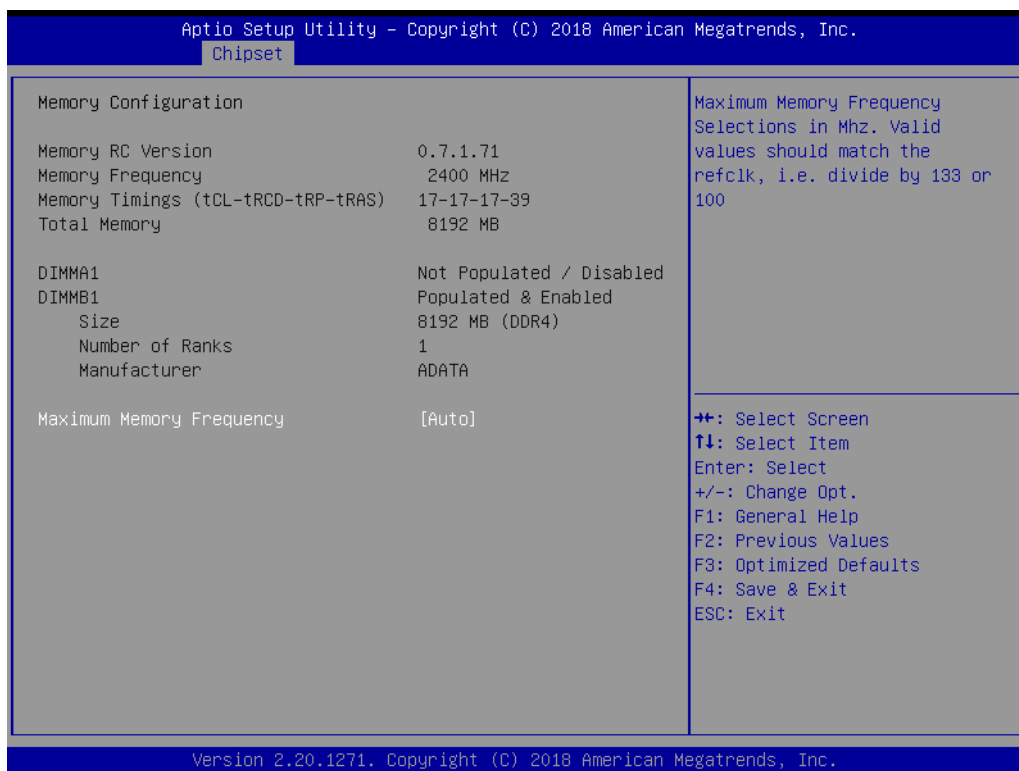 Aptio Setup Utility – Copyright (C) 2018 American Megatrends, Inc.
Chipset
Memory Configuration
Memory RC Version 0.7.1.71
Memory Frequency 2400 MHz
Memory Timings (tCL-tRCD-tRP-tRAS) 17-17-17-39
Total Memory 8192 MB
DIMMA1 Not Populated / Disabled
DIMMB1 Populated & Enabled
Size 8192 MB (DDR4)
Number of Ranks 1
Manufacturer ADATA
Maximum Memory Frequency [Auto]
Maximum Memory Frequency
Selections in Mhz. Valid
values should match the
refclk, i.e. divide by 133 or
100
→←: Select Screen
↑↓: Select Item
Enter: Select
+/-: Change Opt.
F1: General Help
F2: Previous Values
F3: Optimized Defaults
F4: Save & Exit
ESC: Exit
Version 2.20.1271. Copyright (C) 2018 American Megatrends, Inc.